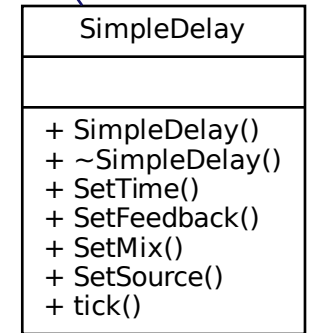 SimpleDelay
+ SimpleDelay()
+ ~SimpleDelay()
+ SetTime()
+ SetFeedback()
+ SetMix()
+ SetSource()
+ tick()